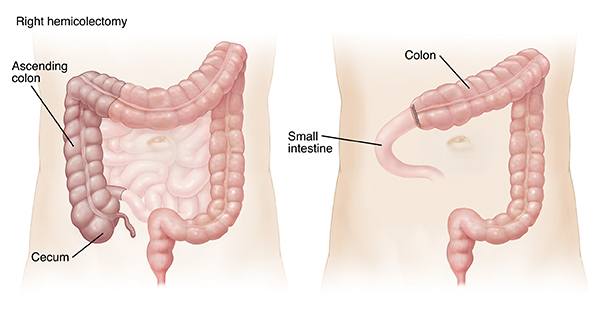 Right hemicolectomy
Ascending
colon
Cecum
Colon
Small
intestine